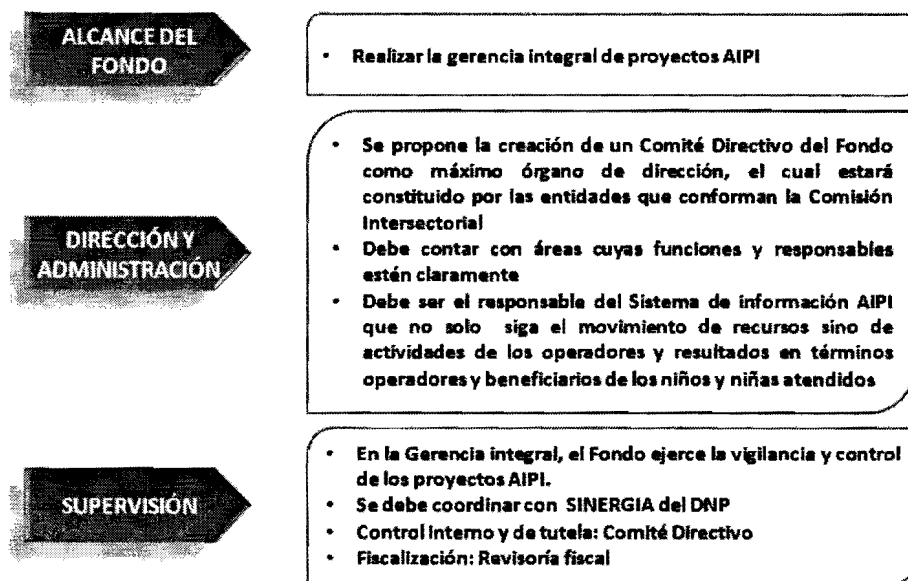 ALCANCE DEL
FONDO
• Realizar la gerencia integral de proyectos AIPI
DIRECCIÓN Y
ADMINISTRACIÓN
• Se propone la creación de un Comité Directivo del Fondo
como máximo órgano de dirección, el cual estará
constituido por las entidades que conforman la Comisión
Intersectorial
• Debe contar con áreas cuyas funciones y responsables
estén claramente
• Debe ser el responsable del Sistema de información AIPI
que no solo siga el movimiento de recursos sino de
actividades de los operadores y resultados en términos
operadores y beneficiarios de los niños y niñas atendidos
SUPERVISIÓN
• En la Gerencia integral, el Fondo ejerce la vigilancia y control
de los proyectos AIPI.
• Se debe coordinar con SINERGIA del DNP
• Control interno y de tutela: Comité Directivo
• Fiscalización: Revisoría fiscal